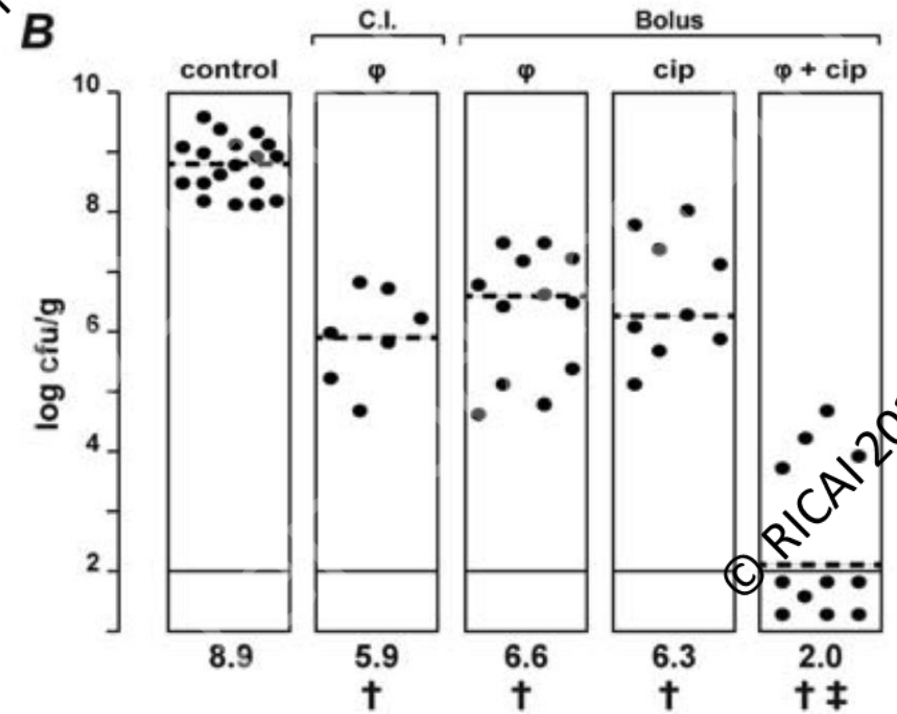 B
C.I. Bolus
control φ φ cip φ + cip
log cfu/g
10
8
6
4
2
8.9 5.9 6.6 6.3 2.0
† † † † ‡
© RICAI